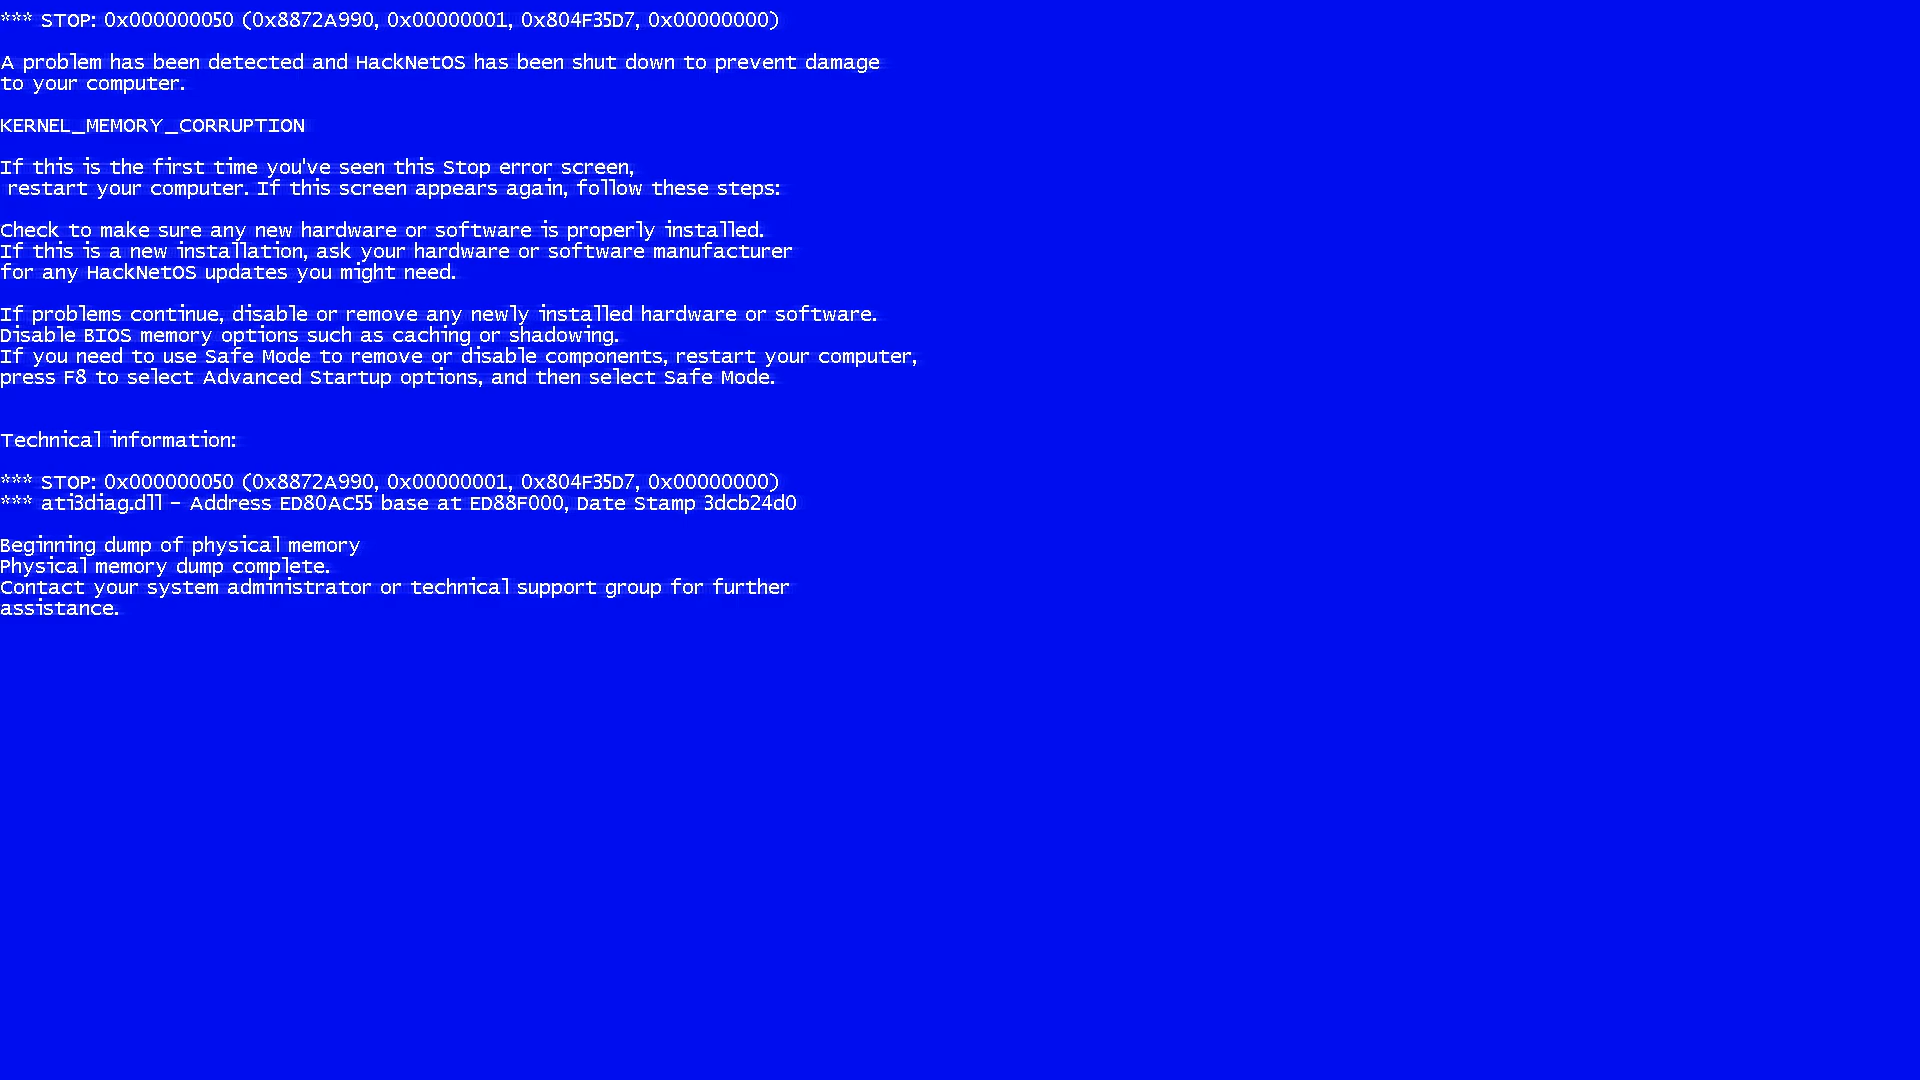 *** STOP: 0x000000050 (0x8872A990, 0x00000001, 0x804F35D7, 0x00000000)
A problem has been detected and HackNetOS has been shut down to prevent damage
to your computer.
KERNEL_MEMORY_CORRUPTION
If this is the first time you've seen this Stop error screen,
restart your computer. If this screen appears again, follow these steps:
Check to make sure any new hardware or software is properly installed.
If this is a new installation, ask your hardware or software manufacturer
for any HackNetOS updates you might need.
If problems continue, disable or remove any newly installed hardware or software.
Disable BIOS memory options such as caching or shadowing.
If you need to use Safe Mode to remove or disable components, restart your computer,
press F8 to select Advanced Startup options, and then select Safe Mode.
Technical information:
*** STOP: 0x000000050 (0x8872A990, 0x00000001, 0x804F35D7, 0x00000000)
*** ati3diag.dll - Address ED80AC55 base at ED88F000, Date Stamp 3dcb24d0
Beginning dump of physical memory
Physical memory dump complete.
Contact your system administrator or technical support group for further
assistance.